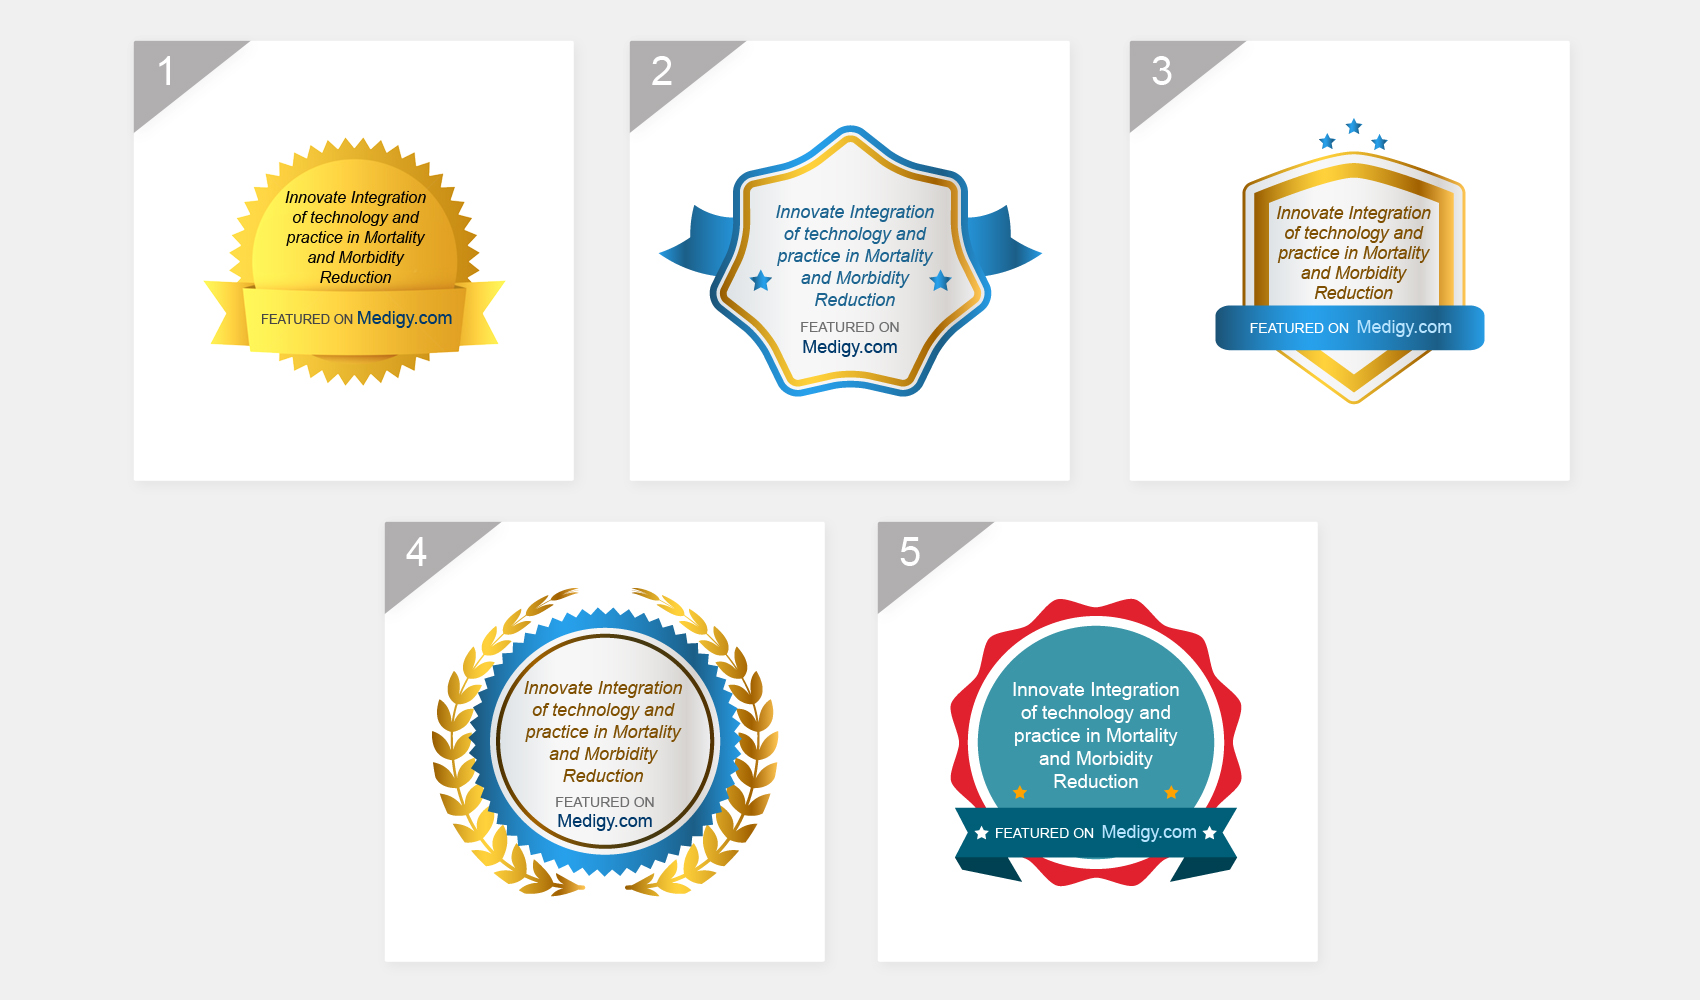 1
Innovate Integration
of technology and
practice in Mortality
and Morbidity
Reduction
FEATURED ON Medigy.com
2
Innovate Integration
of technology and
practice in Mortality
and Morbidity
Reduction
FEATURED ON
Medigy.com
3
Innovate Integration
of technology and
practice in Mortality
and Morbidity
Reduction
FEATURED ON Medigy.com
4
Innovate Integration
of technology and
practice in Mortality
and Morbidity
Reduction
FEATURED ON
Medigy.com
5
Innovate Integration
of technology and
practice in Mortality
and Morbidity
Reduction
FEATURED ON Medigy.com